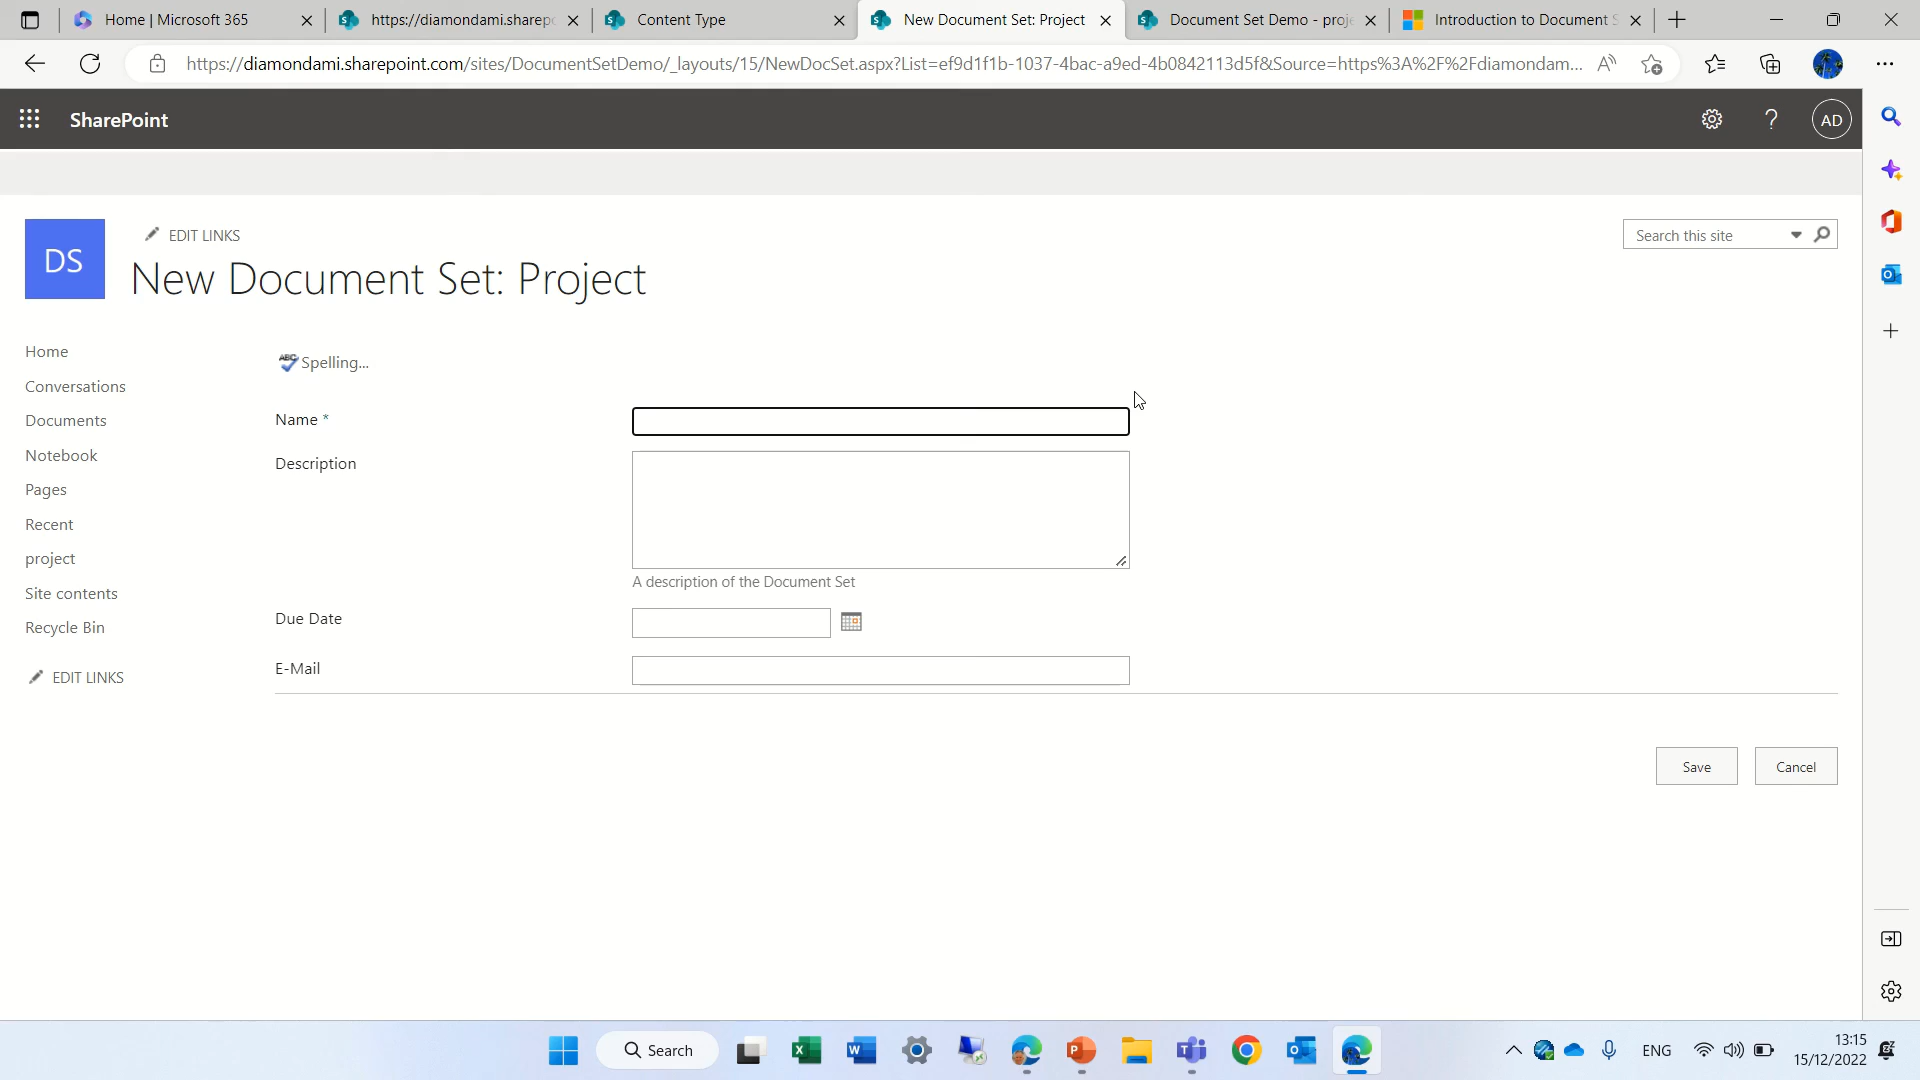 Home | Microsoft 365
https://diamondami.sharepo
Content Type
New Document Set: Project
Document Set Demo - proje
Introduction to Document S
https://diamondami.sharepoint.com/sites/DocumentSetDemo/_layouts/15/NewDocSet.aspx?List=ef9d1f1b-1037-4bac-a9ed-4b0842113d5f&Source=https%3A%2F%2Fdiamondam...
SharePoint
AD
DS
EDIT LINKS
New Document Set: Project
Search this site
Home
Conversations
Documents
Notebook
Pages
Recent
project
Site contents
Recycle Bin
EDIT LINKS
ABC Spelling...
Name *
Description
A description of the Document Set
Due Date
E-Mail
Save
Cancel
Search
ENG
13:15
15/12/2022